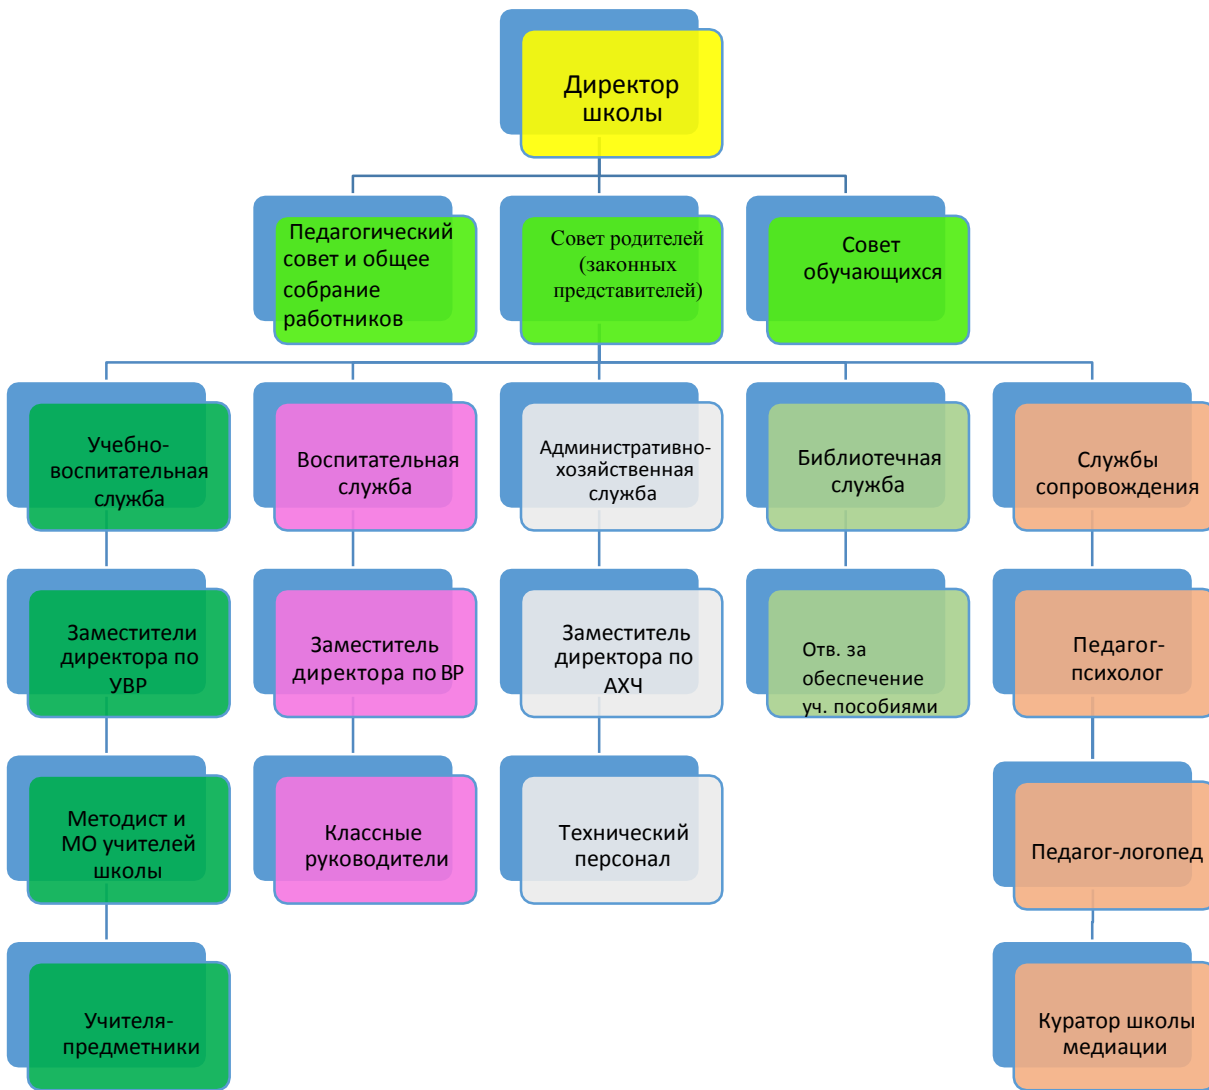 Директор
школы
Педагогический
совет и общее
собрание
работников
Совет родителей
(законных
представителей)
Совет
обучающихся
Учебно-
воспитательная
служба
Воспитательная
служба
Административно-
хозяйственная
служба
Библиотечная
служба
Службы
сопровождения
Заместители
директора по
УВР
Заместитель
директора по ВР
Заместитель
директора по
АХЧ
Отв. за
обеспечение
уч. пособиями
Педагог-
психолог
Методист и
МО учителей
школы
Классные
руководители
Технический
персонал
Педагог-логопед
Учителя-
предметники
Куратор школы
медиации